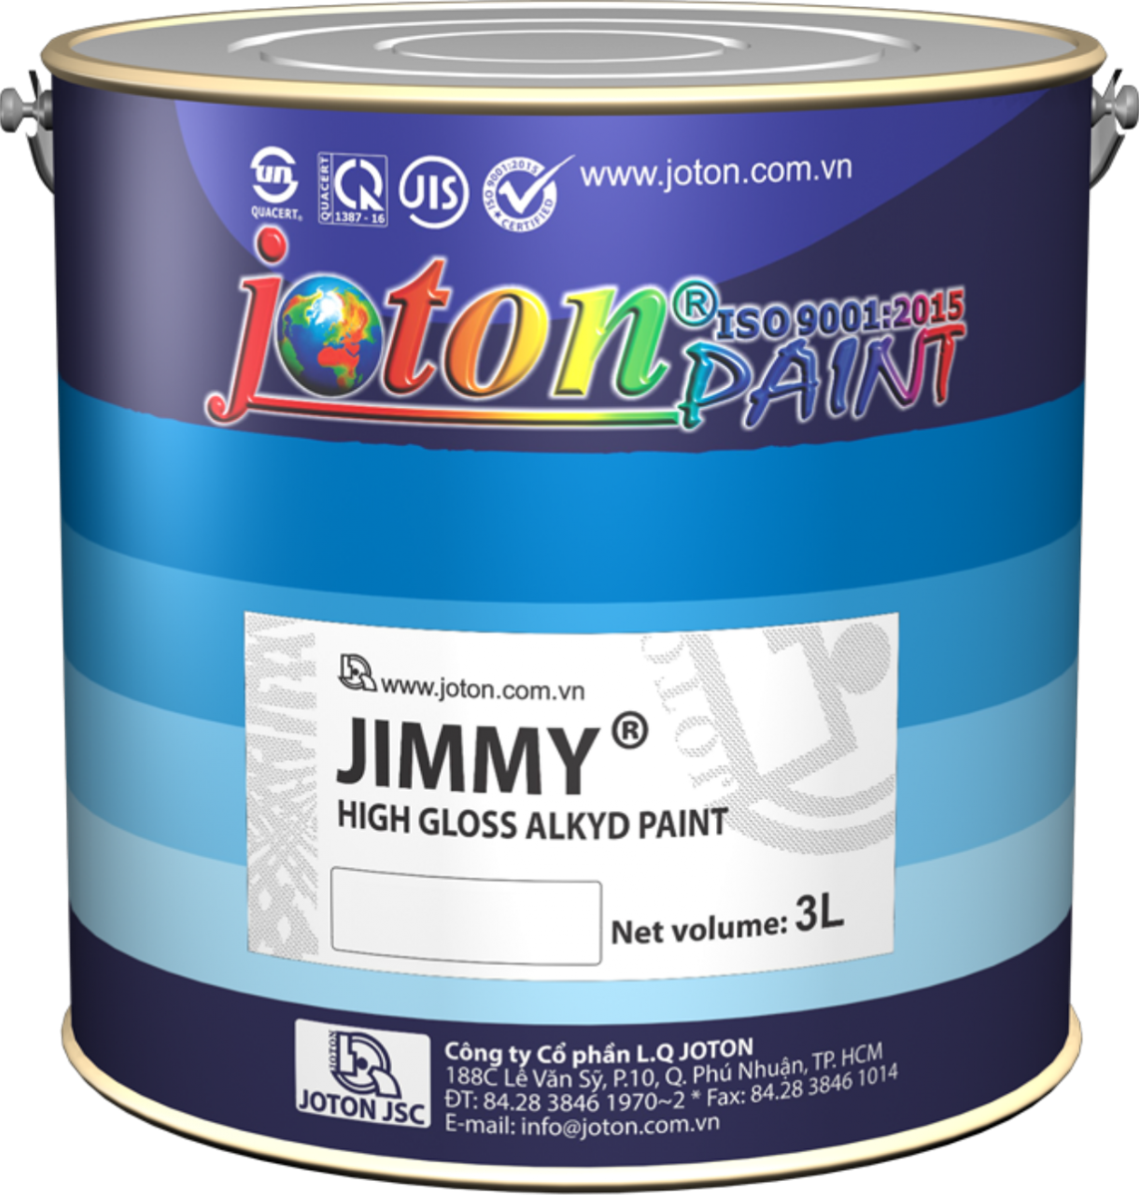 un
QUACERT®
QUACERT
Q
1387 - 16
JIS
ISO 9001:2015
CERTIFIED
www.joton.com.vn
joton®
ISO 9001:2015
PAINT
www.joton.com.vn
JIMMY®
HIGH GLOSS ALKYD PAINT
Net volume: 3L
JOTON
JOTON
JOTON JSC
Công ty Cổ phần L.Q JOTON
188C Lê Văn Sỹ, P.10, Q. Phú Nhuận, TP. HCM
ĐT: 84.28 3846 1970~2 * Fax: 84.28 3846 1014
E-mail: info@joton.com.vn